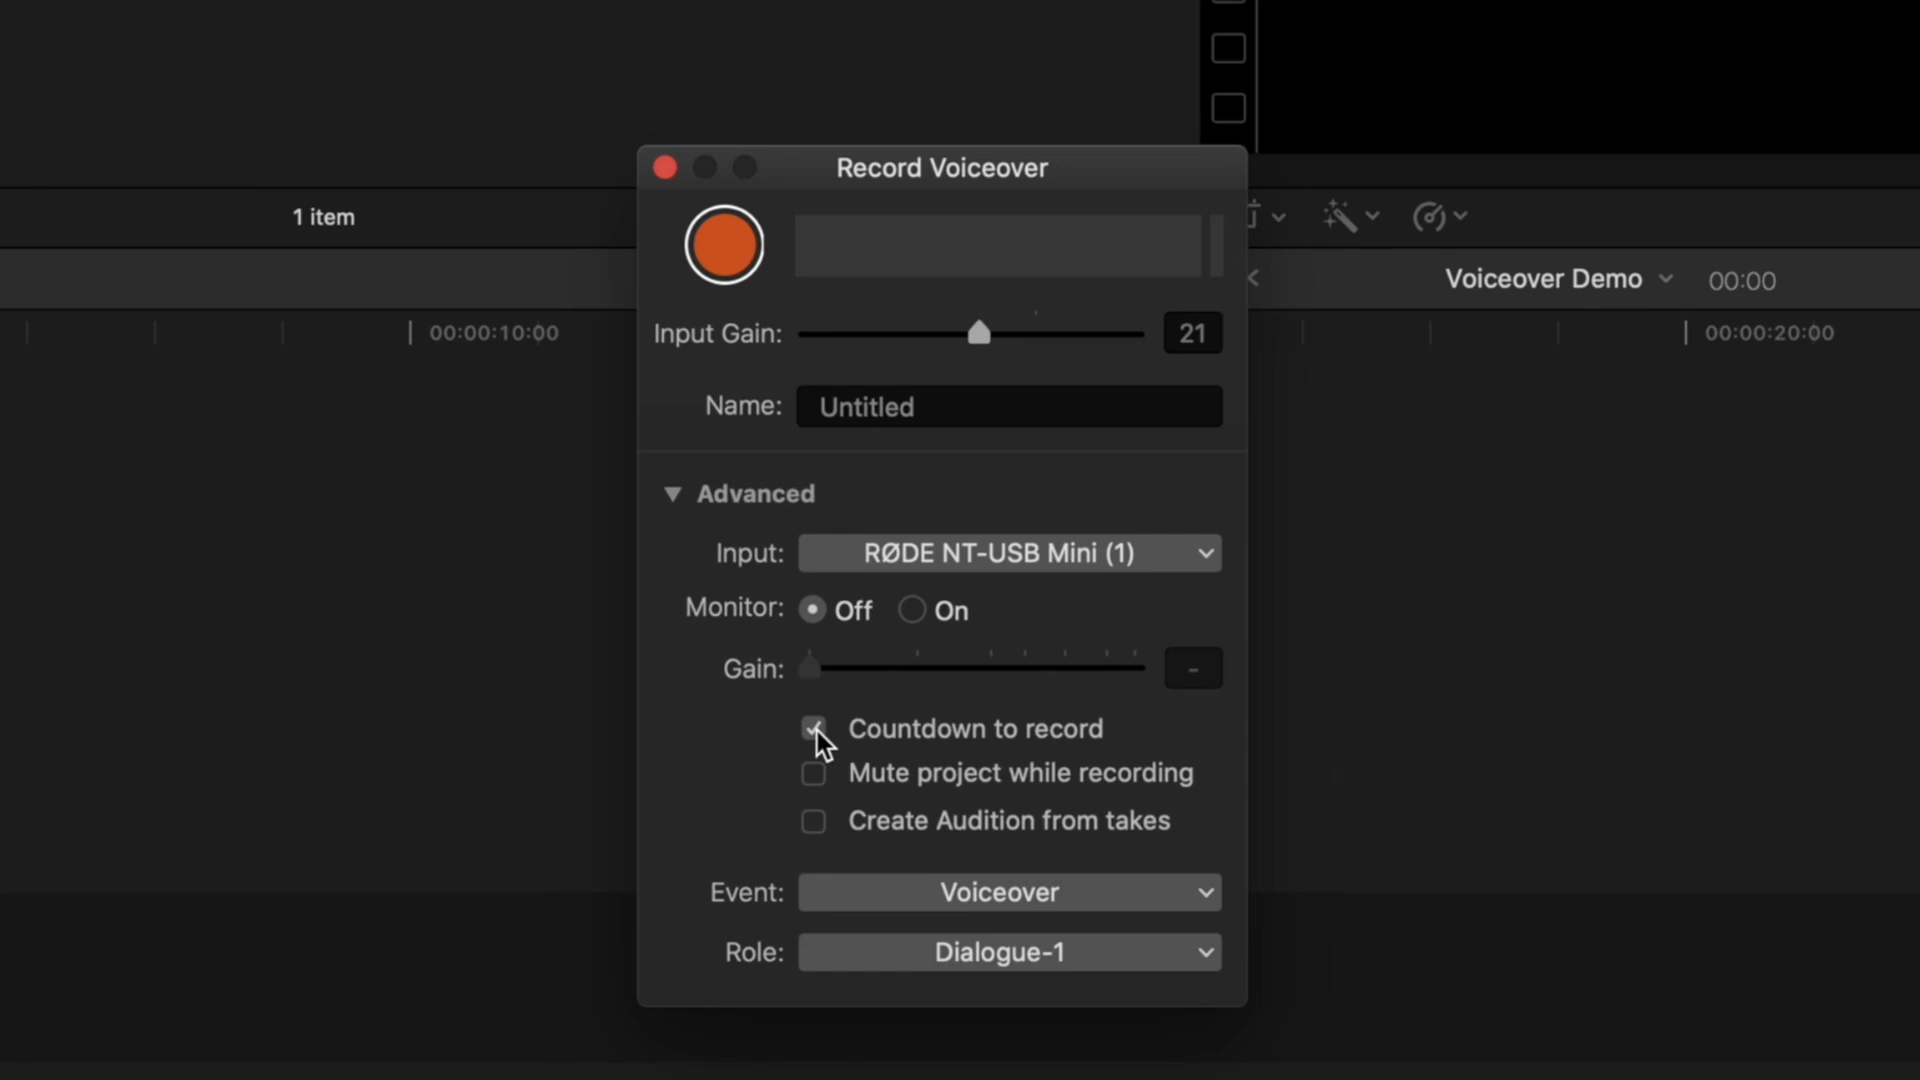 Record Voiceover
1 item
Voiceover Demo 00:00
00:00:10:00
00:00:20:00
Input Gain: 21
Name: Untitled
Advanced
Input: RØDE NT-USB Mini (1)
Monitor: Off On
Gain: -
Countdown to record
Mute project while recording
Create Audition from takes
Event: Voiceover
Role: Dialogue-1